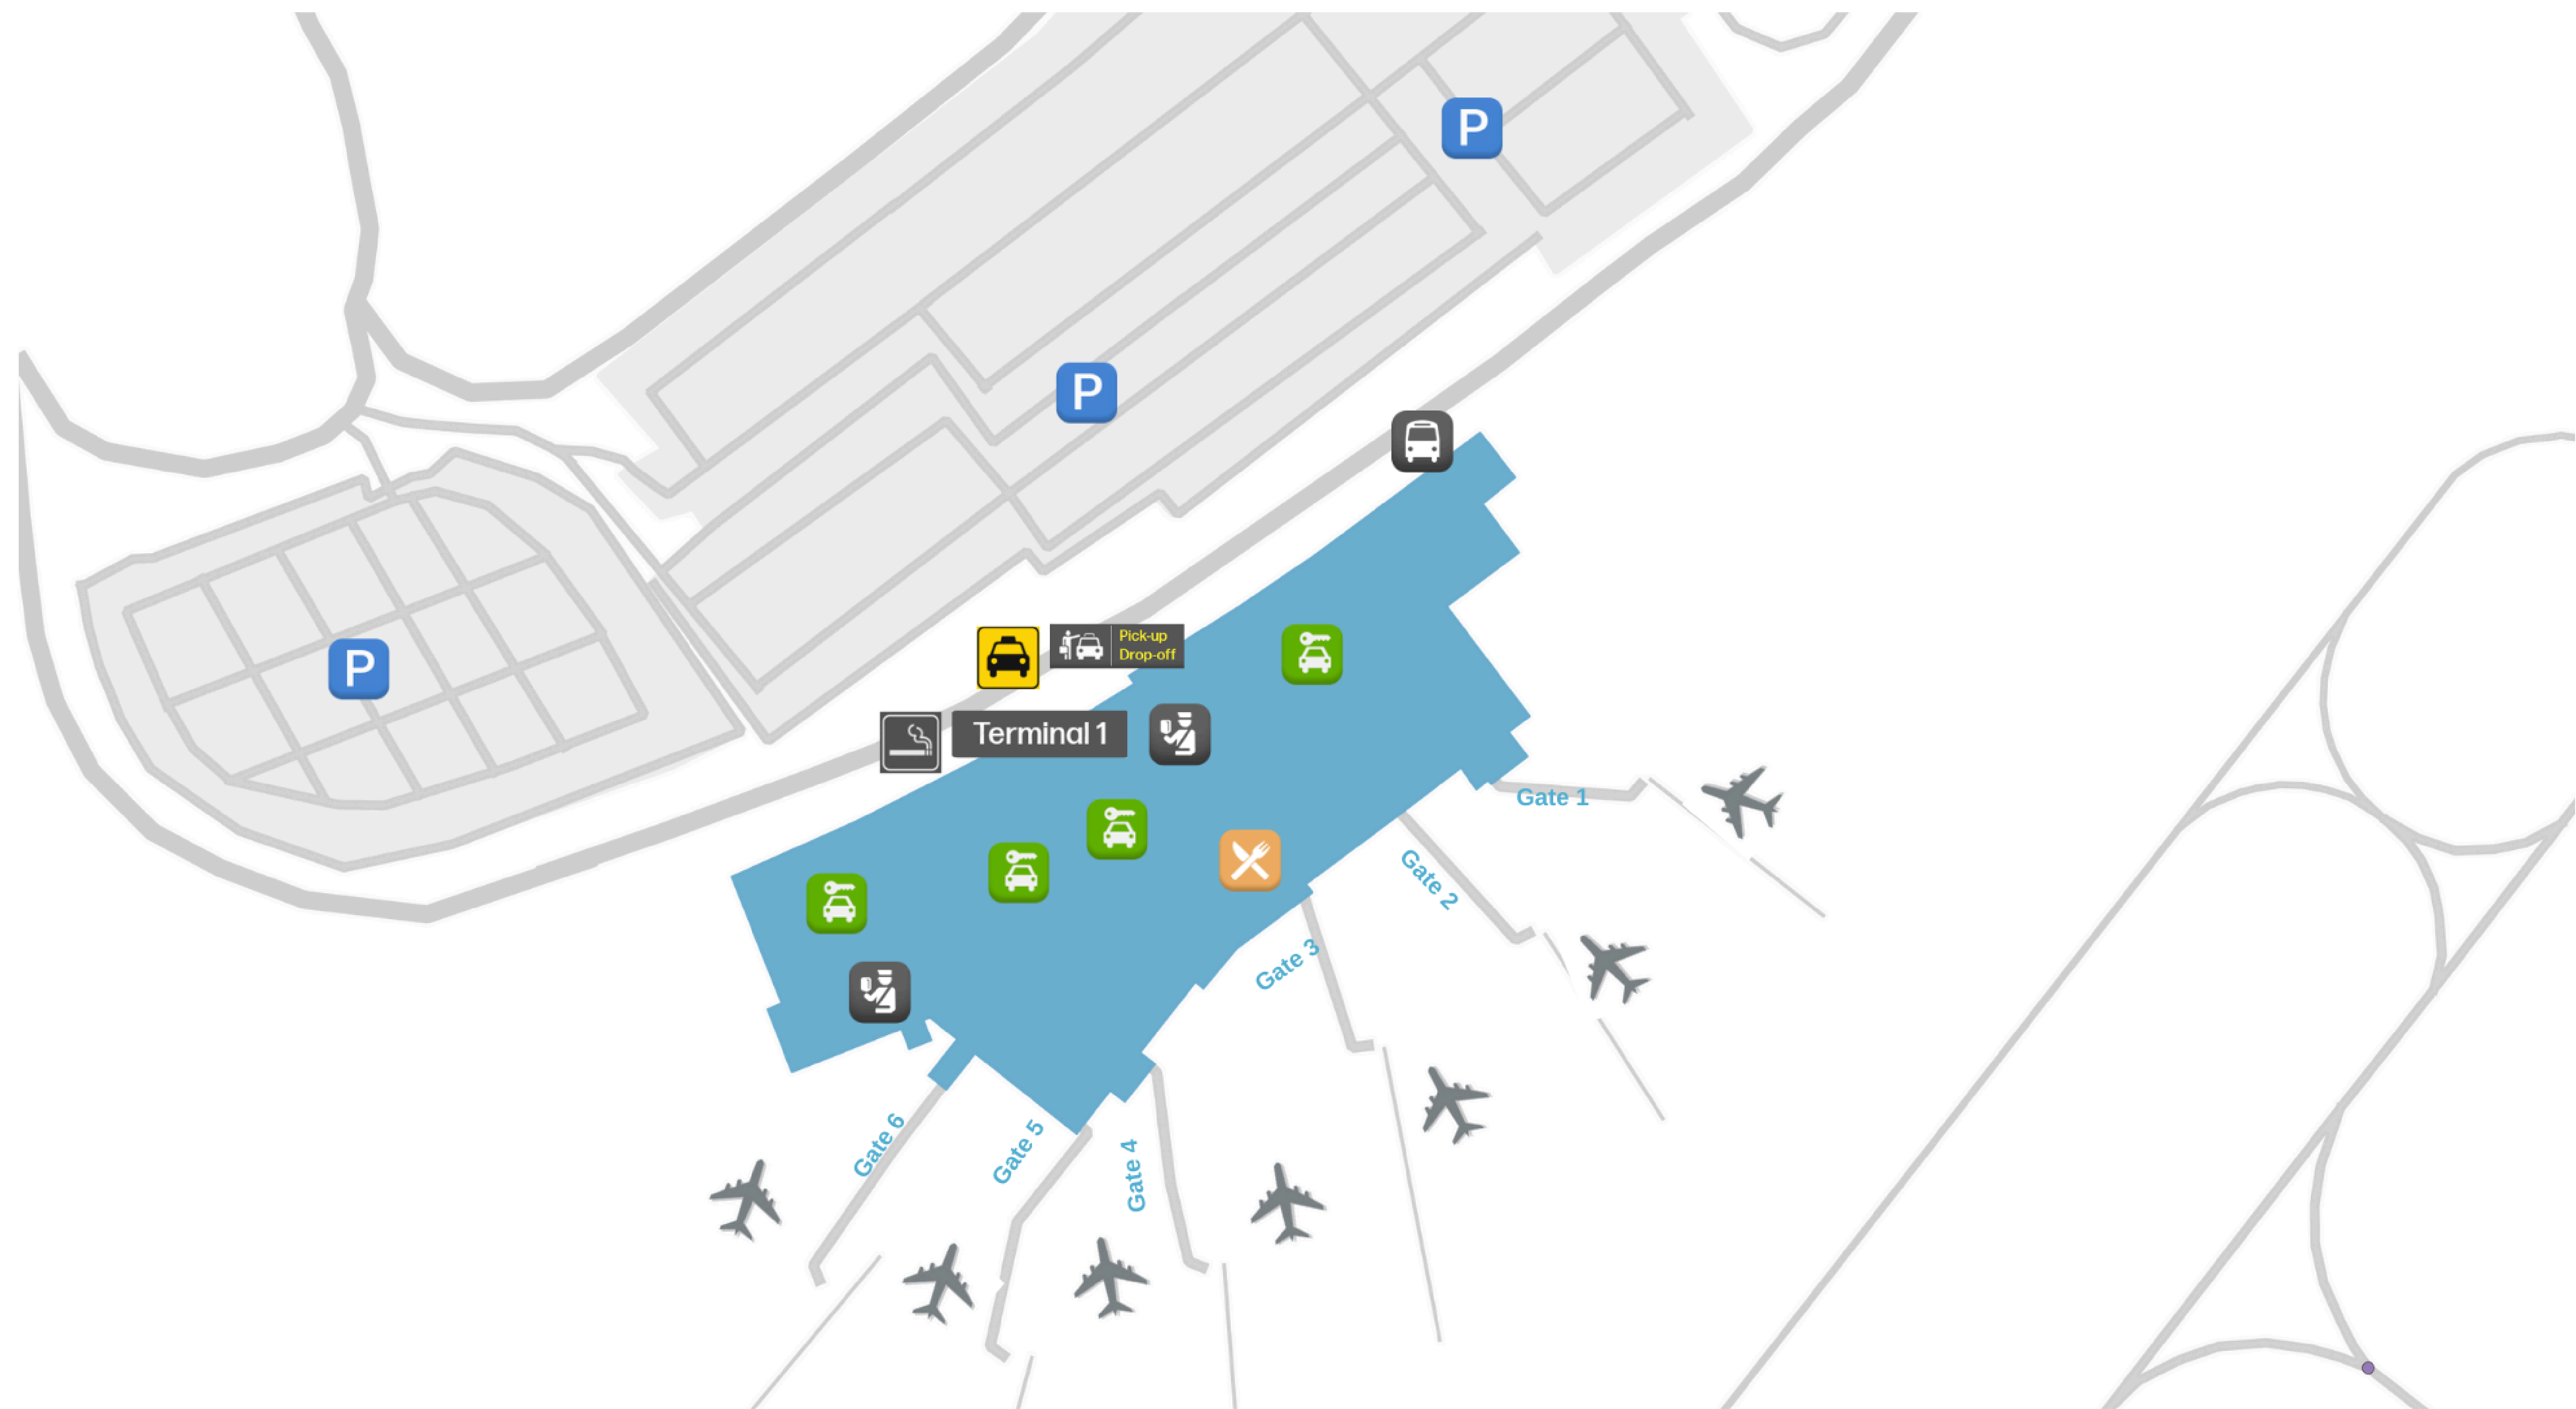 P
P
P
Pick-up
Drop-off
Terminal 1
Gate 1
Gate 2
Gate 3
Gate 4
Gate 5
Gate 6